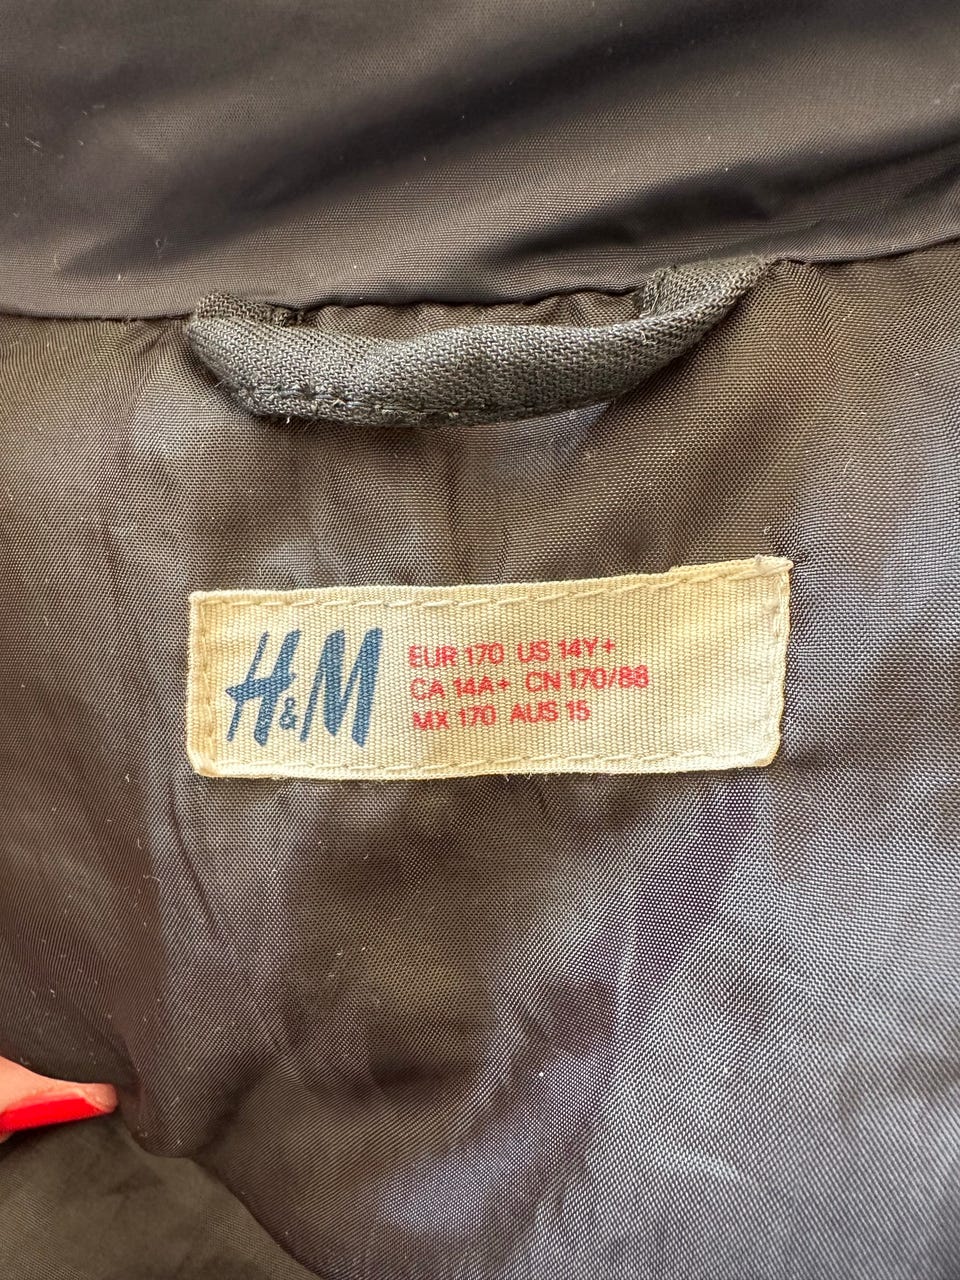 H&M
EUR 170 US 14Y+
CA 14A+ CN 170/88
MX 170 AUS 15